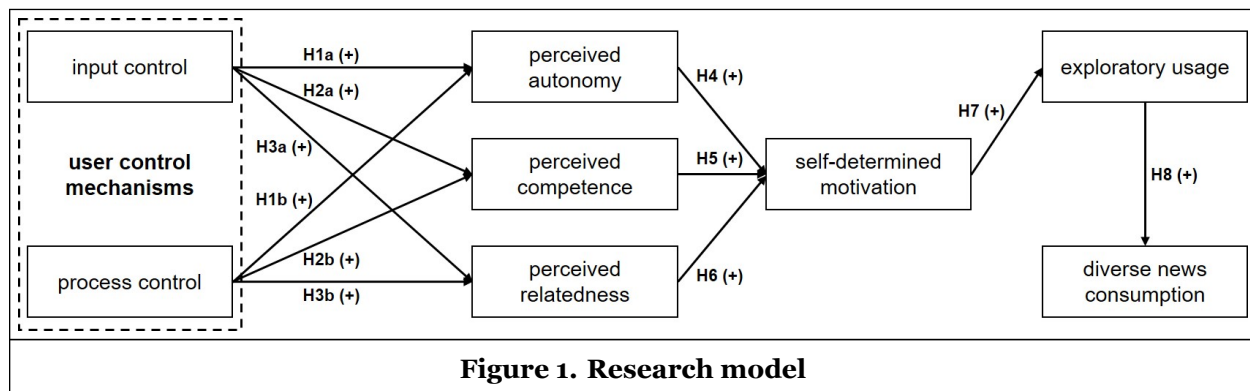 input control
H1a (+)
perceived
autonomy
H4 (+)
exploratory usage
H2a (+)
H7 (+)
H3a (+)
user control
mechanisms
perceived
competence
H5 (+)
self-determined
motivation
H8 (+)
H1b (+)
process control
H2b (+)
H3b (+)
perceived
relatedness
H6 (+)
diverse news
consumption
Figure 1. Research model